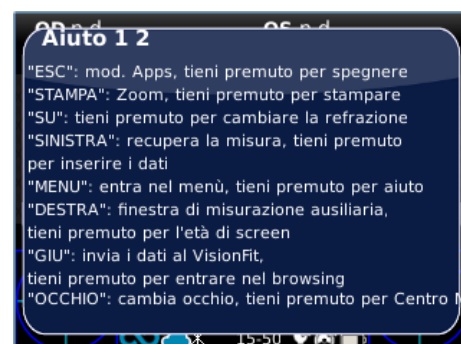 OD n d
OS n d
Aiuto 1 2
"ESC": mod. Apps, tieni premuto per spegnere
"STAMPA": Zoom, tieni premuto per stampare
"SU": tieni premuto per cambiare la refrazione
"SINISTRA": recupera la misura, tieni premuto
per inserire i dati
"MENU": entra nel menù, tieni premuto per aiuto
"DESTRA": finestra di misurazione ausiliaria,
tieni premuto per l'età di screen
"GIU": invia i dati al VisionFit,
tieni premuto per entrare nel browsing
"OCCHIO": cambia occhio, tieni premuto per Centro
15-50